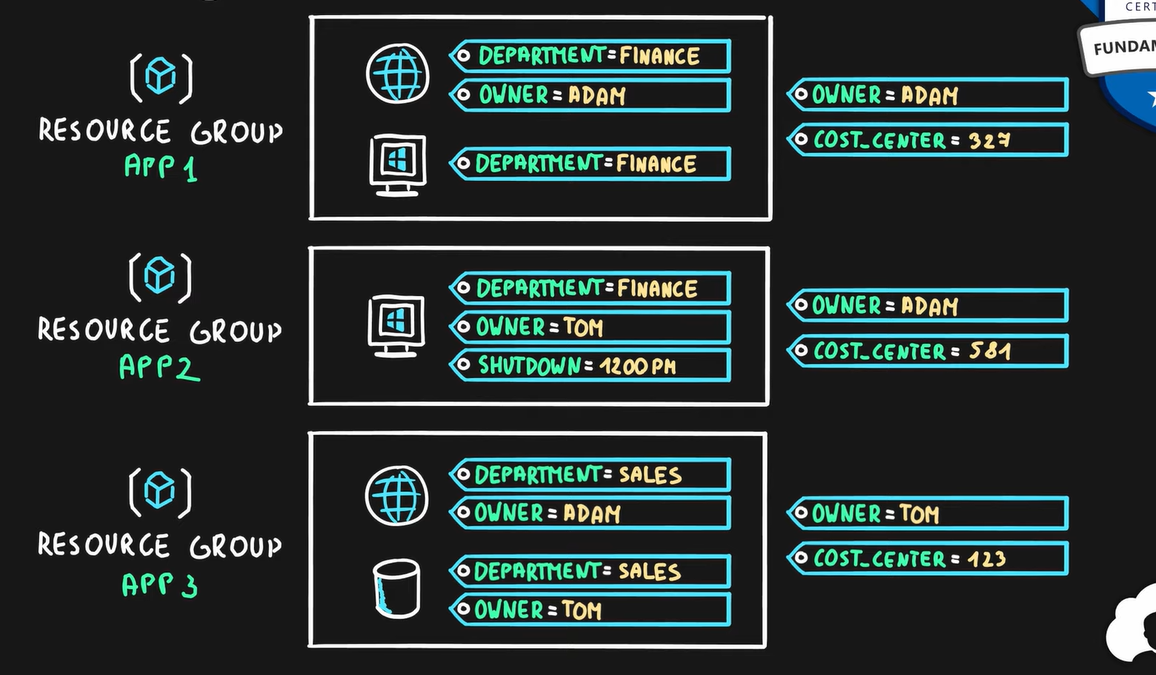 CERT
FUNDAM
RESOURCE GROUP
APP 1
DEPARTMENT=FINANCE
OWNER=ADAM
DEPARTMENT=FINANCE
OWNER=ADAM
COST_CENTER=327
RESOURCE GROUP
APP2
DEPARTMENT=FINANCE
OWNER=TOM
SHUTDOWN=1200PM
OWNER=ADAM
COST_CENTER=581
RESOURCE GROUP
APP 3
DEPARTMENT=SALES
OWNER=ADAM
DEPARTMENT=SALES
OWNER=TOM
OWNER=TOM
COST_CENTER=123